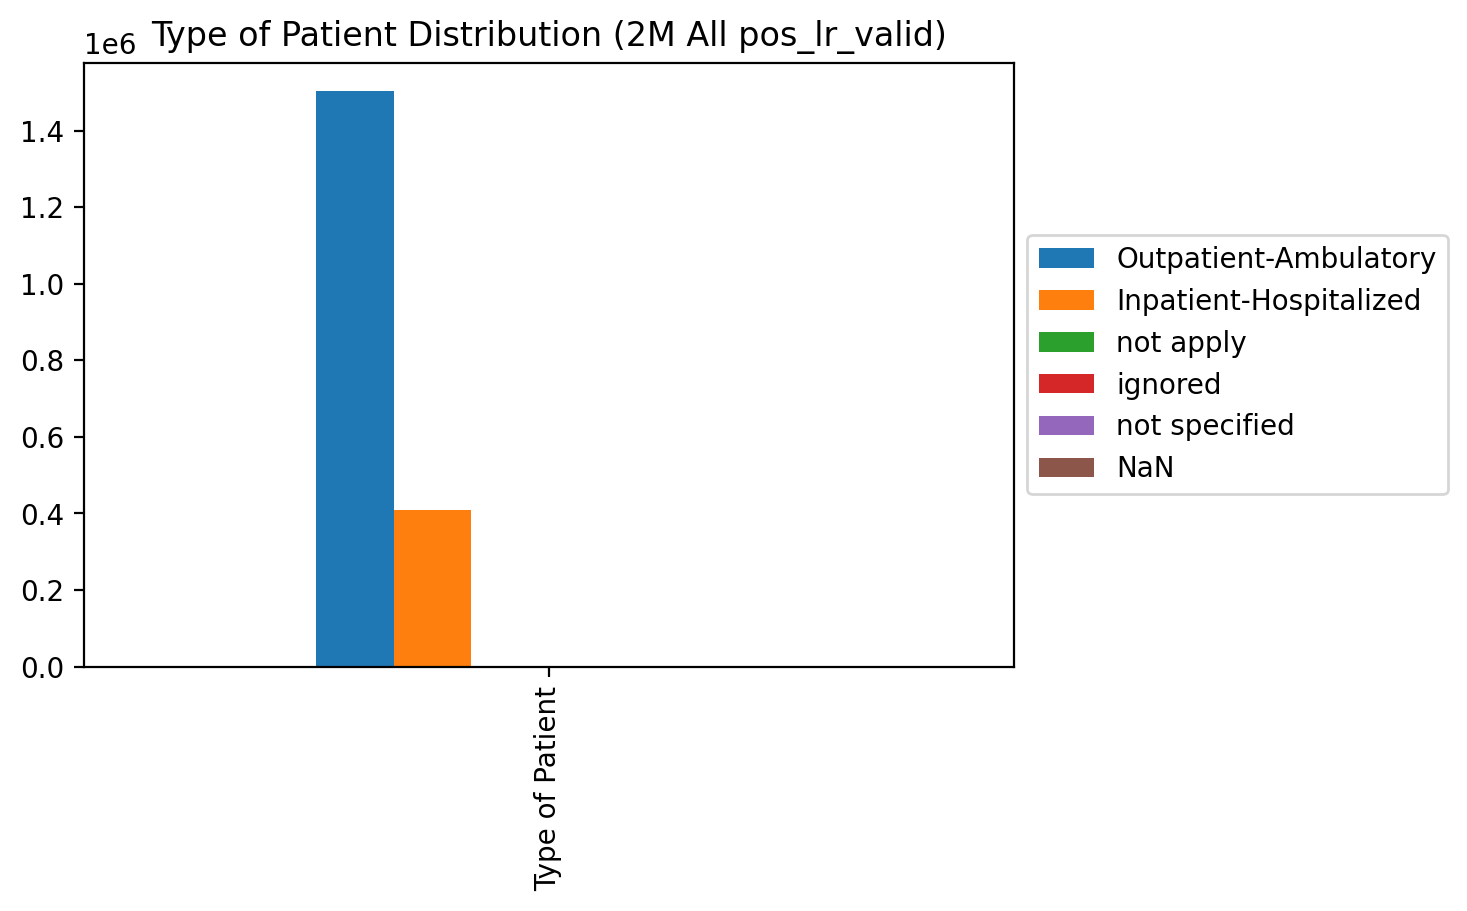 Type of Patient Distribution (2M All pos_lr_valid)
1e6
1.4
1.2
1.0
0.8
0.6
0.4
0.2
0.0
Type of Patient
Outpatient-Ambulatory
Inpatient-Hospitalized
not apply
ignored
not specified
NaN